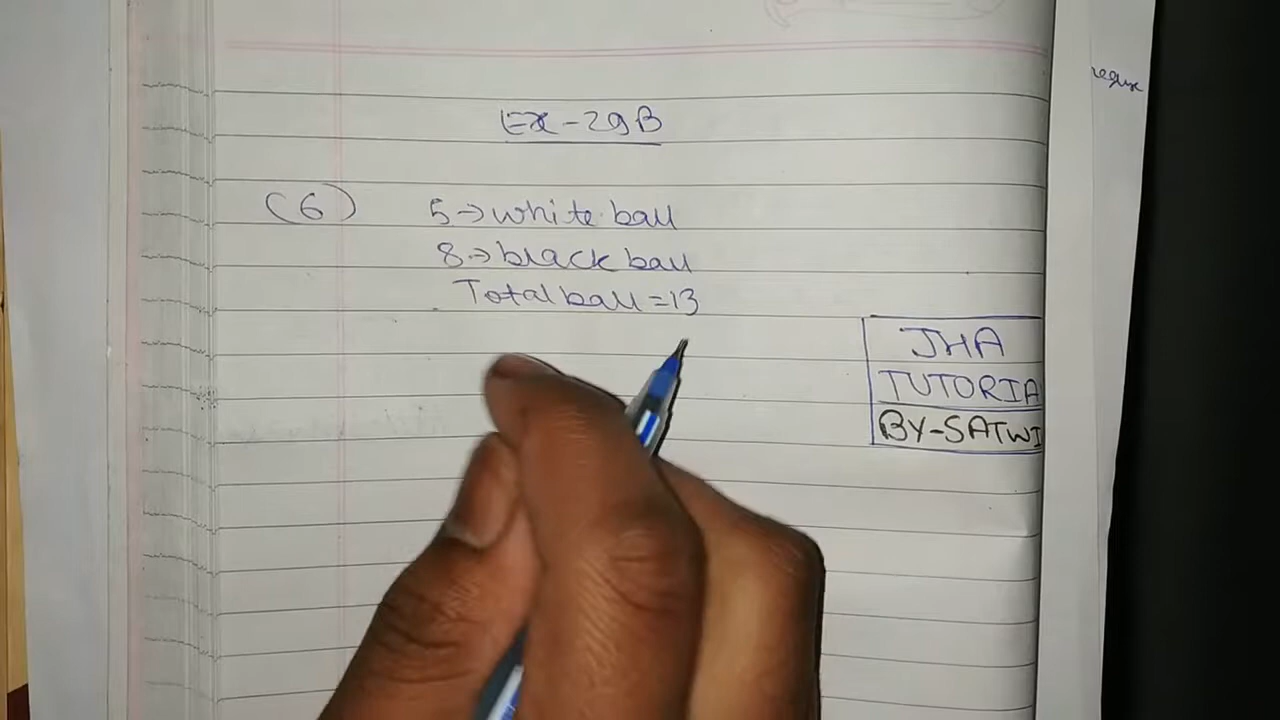 Ex-29B
(6) 5→white ball
8→black ball
Total ball=13
JHA
TUTORIA
BY-SATWI